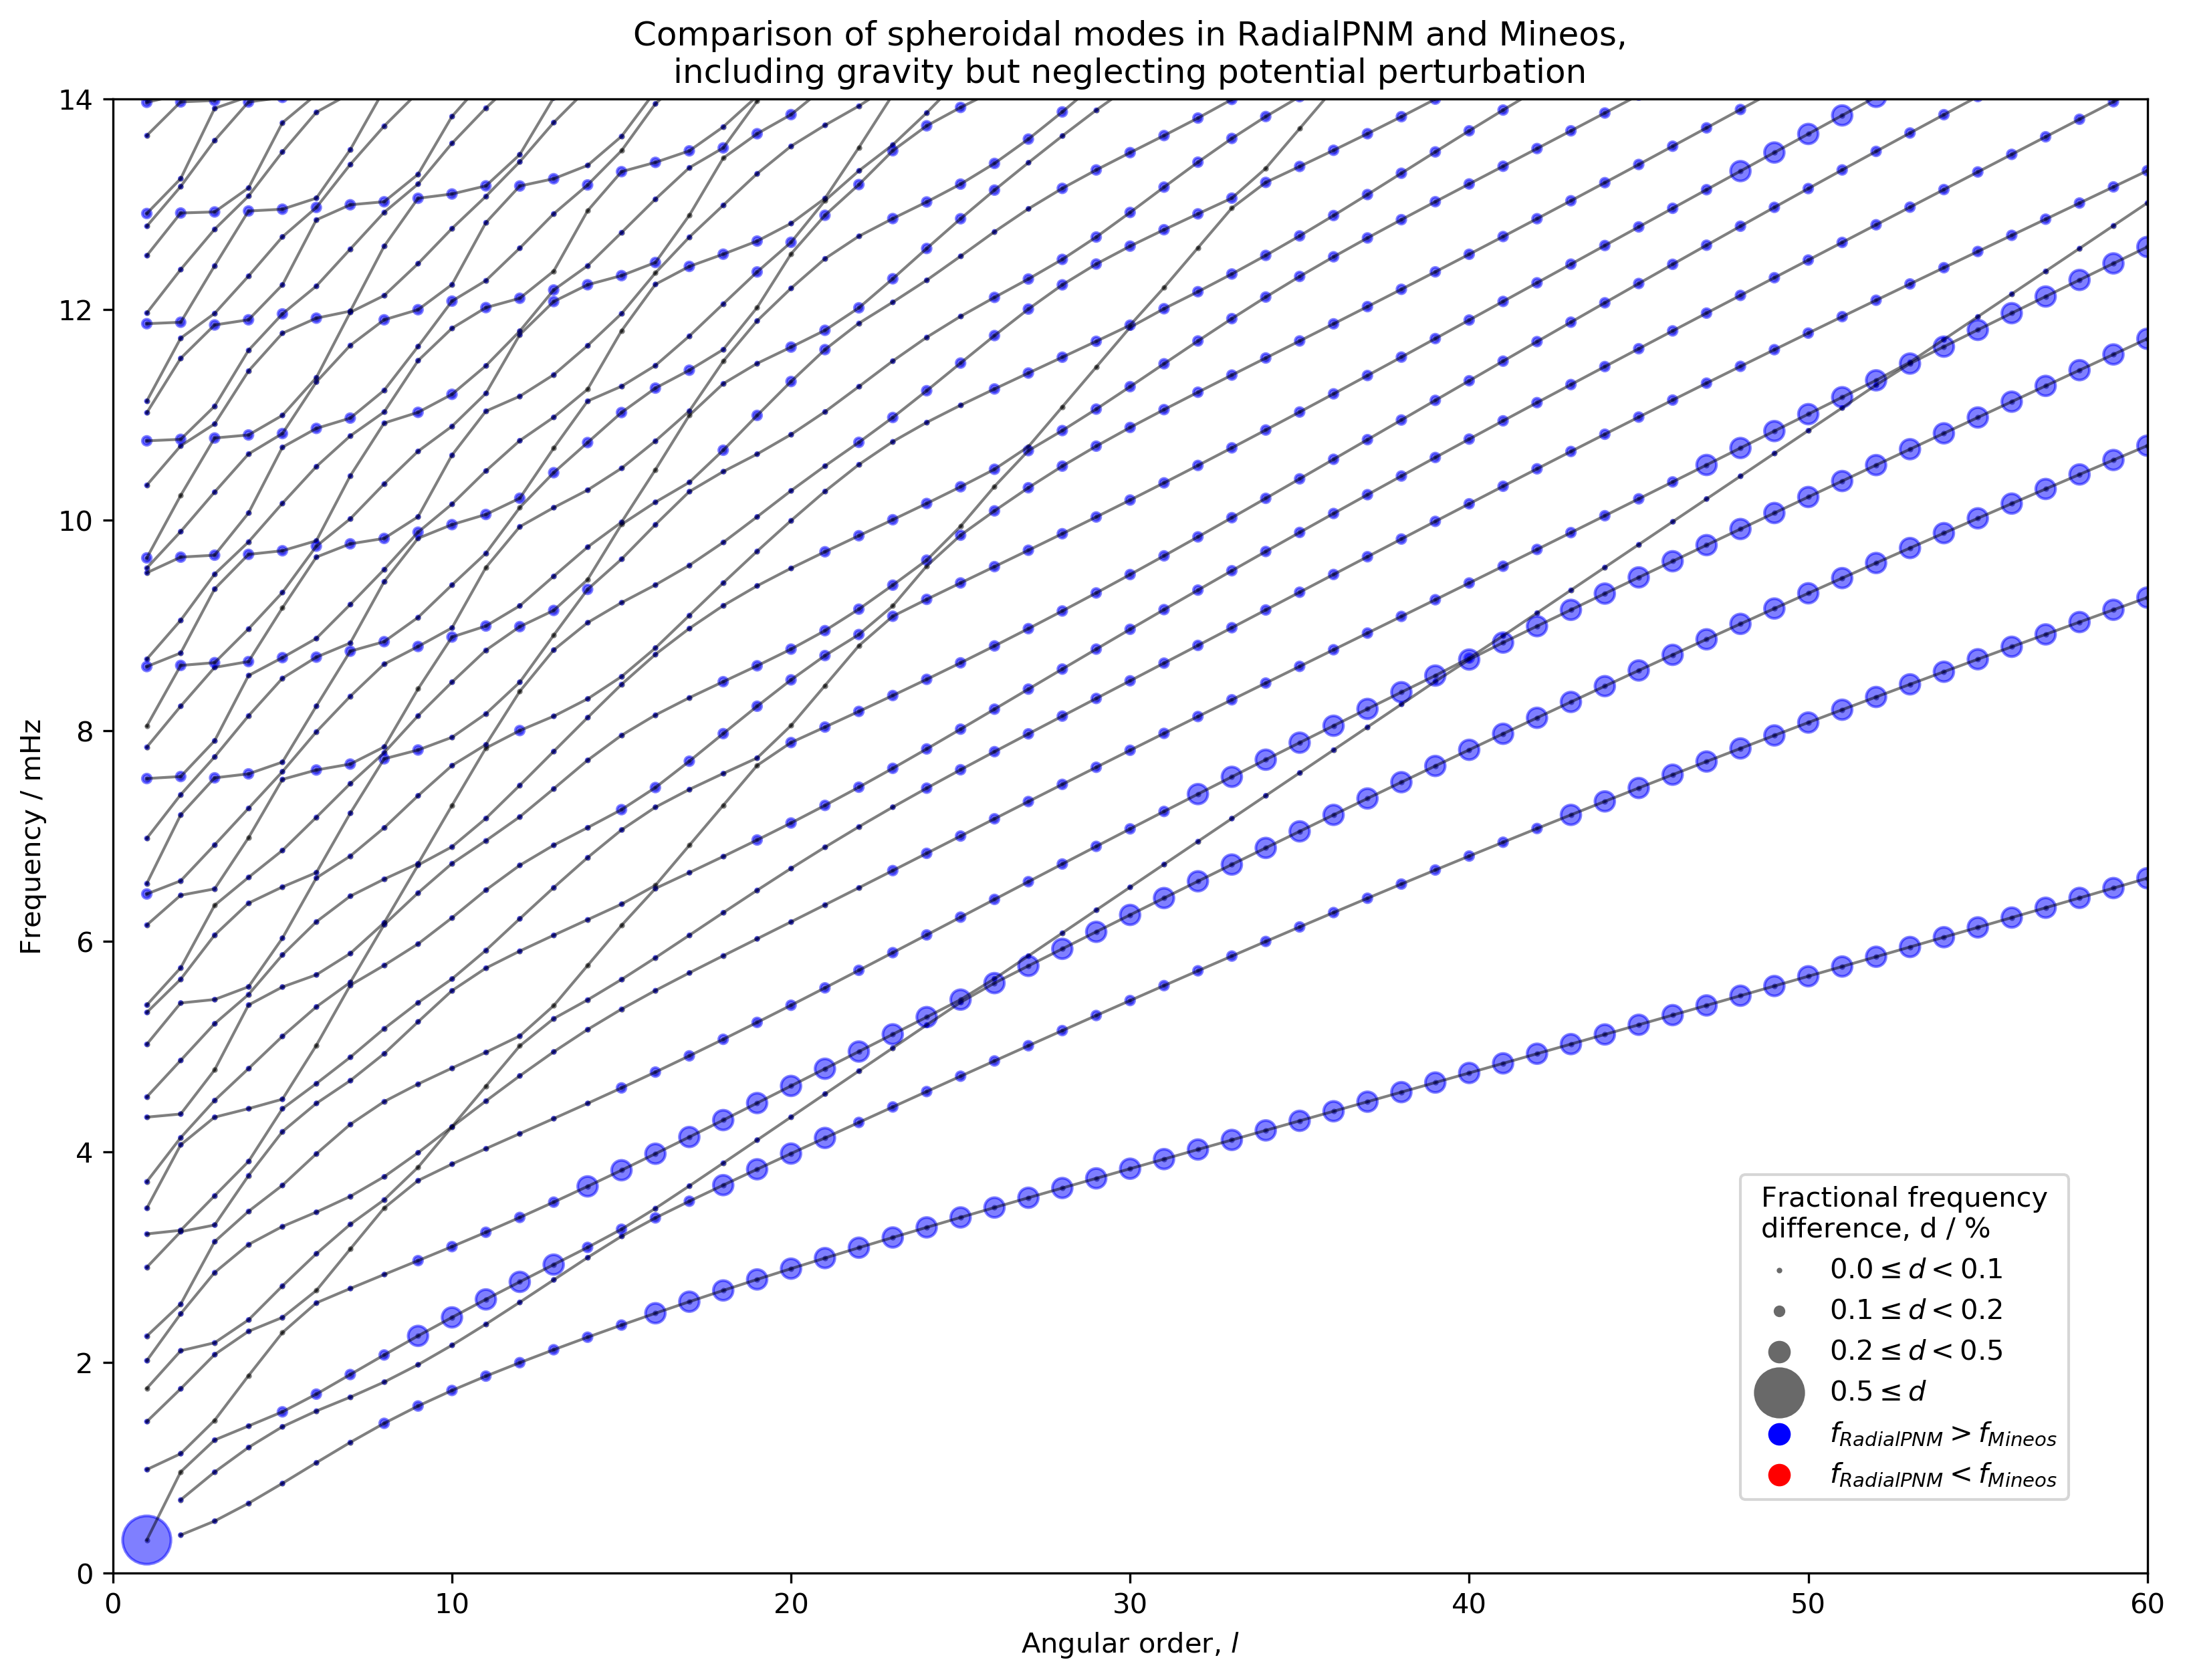 Comparison of spheroidal modes in RadialPNM and Mineos,
including gravity but neglecting potential perturbation
Frequency / mHz
14
12
10
8
6
4
2
0
0 10 20 30 40 50 60
Angular order, l
Fractional frequency
difference, d / %
0.0 ≤ d < 0.1
0.1 ≤ d < 0.2
0.2 ≤ d < 0.5
0.5 ≤ d
f_RadialPNM > f_Mineos
f_RadialPNM < f_Mineos